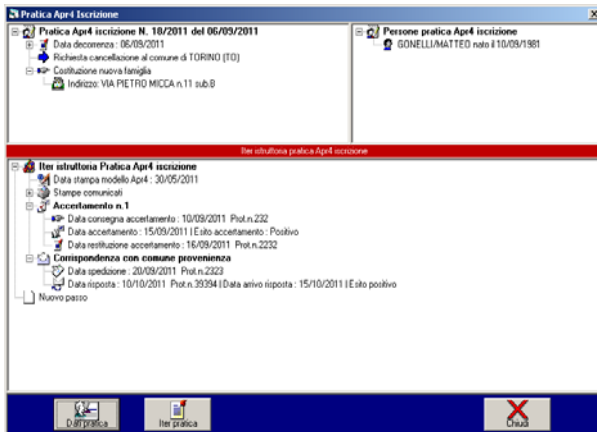 Pratica Apr4 Iscrizione
Pratica Apr4 iscrizione N. 18/2011 del 06/09/2011
Data decorrenza : 06/09/2011
Richiesta cancellazione al comune di TORINO (TO)
Costituzione nuova famiglia
Indirizzo: VIA PIETRO MICCA n.11 sub.B
Persone pratica Apr4 iscrizione
GONELLI/MATTEO nato il 10/09/1981
Iter istruttoria pratica Apr4 iscrizione
Iter istruttoria Pratica Apr4 iscrizione
Data stampa modello Apr4 : 30/05/2011
Stampe comunicati
Accertamento n.1
Data consegna accertamento : 10/09/2011 Prot.n.232
Data accertamento : 15/09/2011 | Esito accertamento : Positivo
Data restituzione accertamento : 16/09/2011 Prot.n.2232
Corrispondenza con comune provenienza
Data spedizione : 20/09/2011 Prot.n.2323
Data risposta : 10/10/2011 Prot.n.39394 | Data arrivo risposta : 15/10/2011 | Esito positivo
Nuovo passo
Dati pratica
Iter pratica
Chiudi